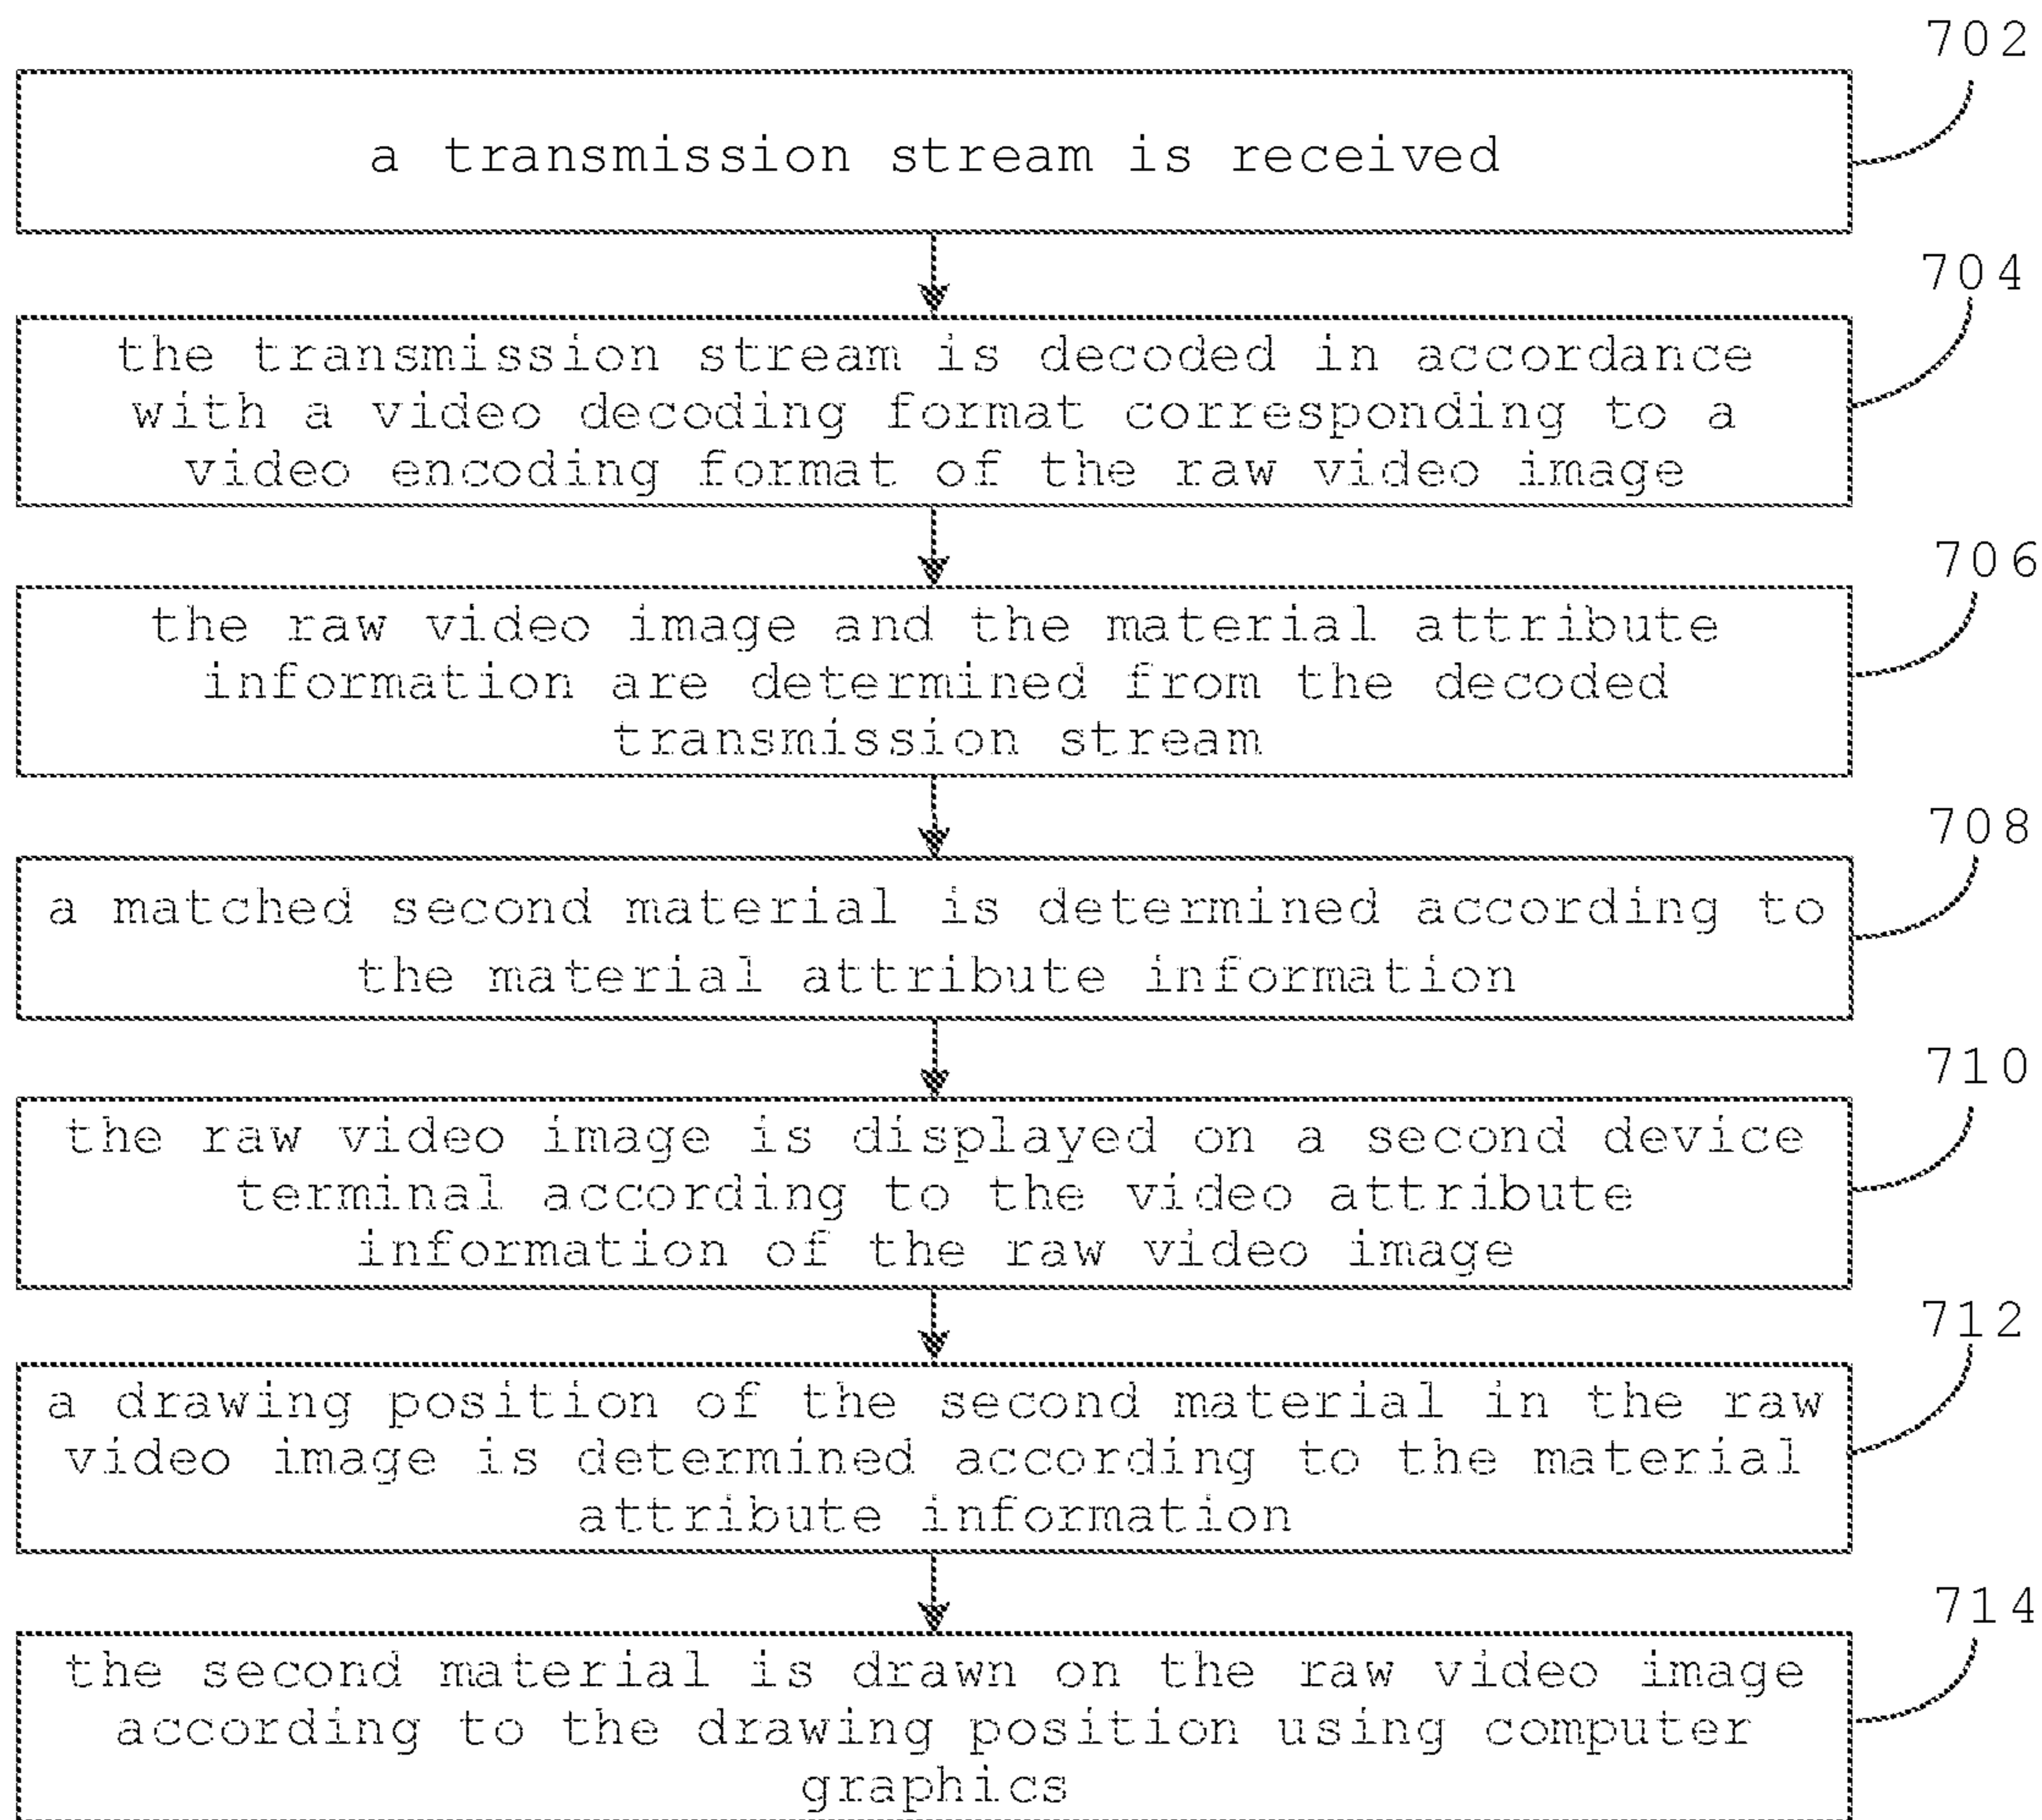 702
a transmission stream is received
704
the transmission stream is decoded in accordance
with a video decoding format corresponding to a
video encoding format of the raw video image
706
the raw video image and the material attribute
information are determined from the decoded
transmission stream
708
a matched second material is determined according to
the material attribute information
710
the raw video image is displayed on a second device
terminal according to the video attribute
information of the raw video image
712
a drawing position of the second material in the raw
video image is determined according to the material
attribute information
714
the second material is drawn on the raw video image
according to the drawing position using computer
graphics